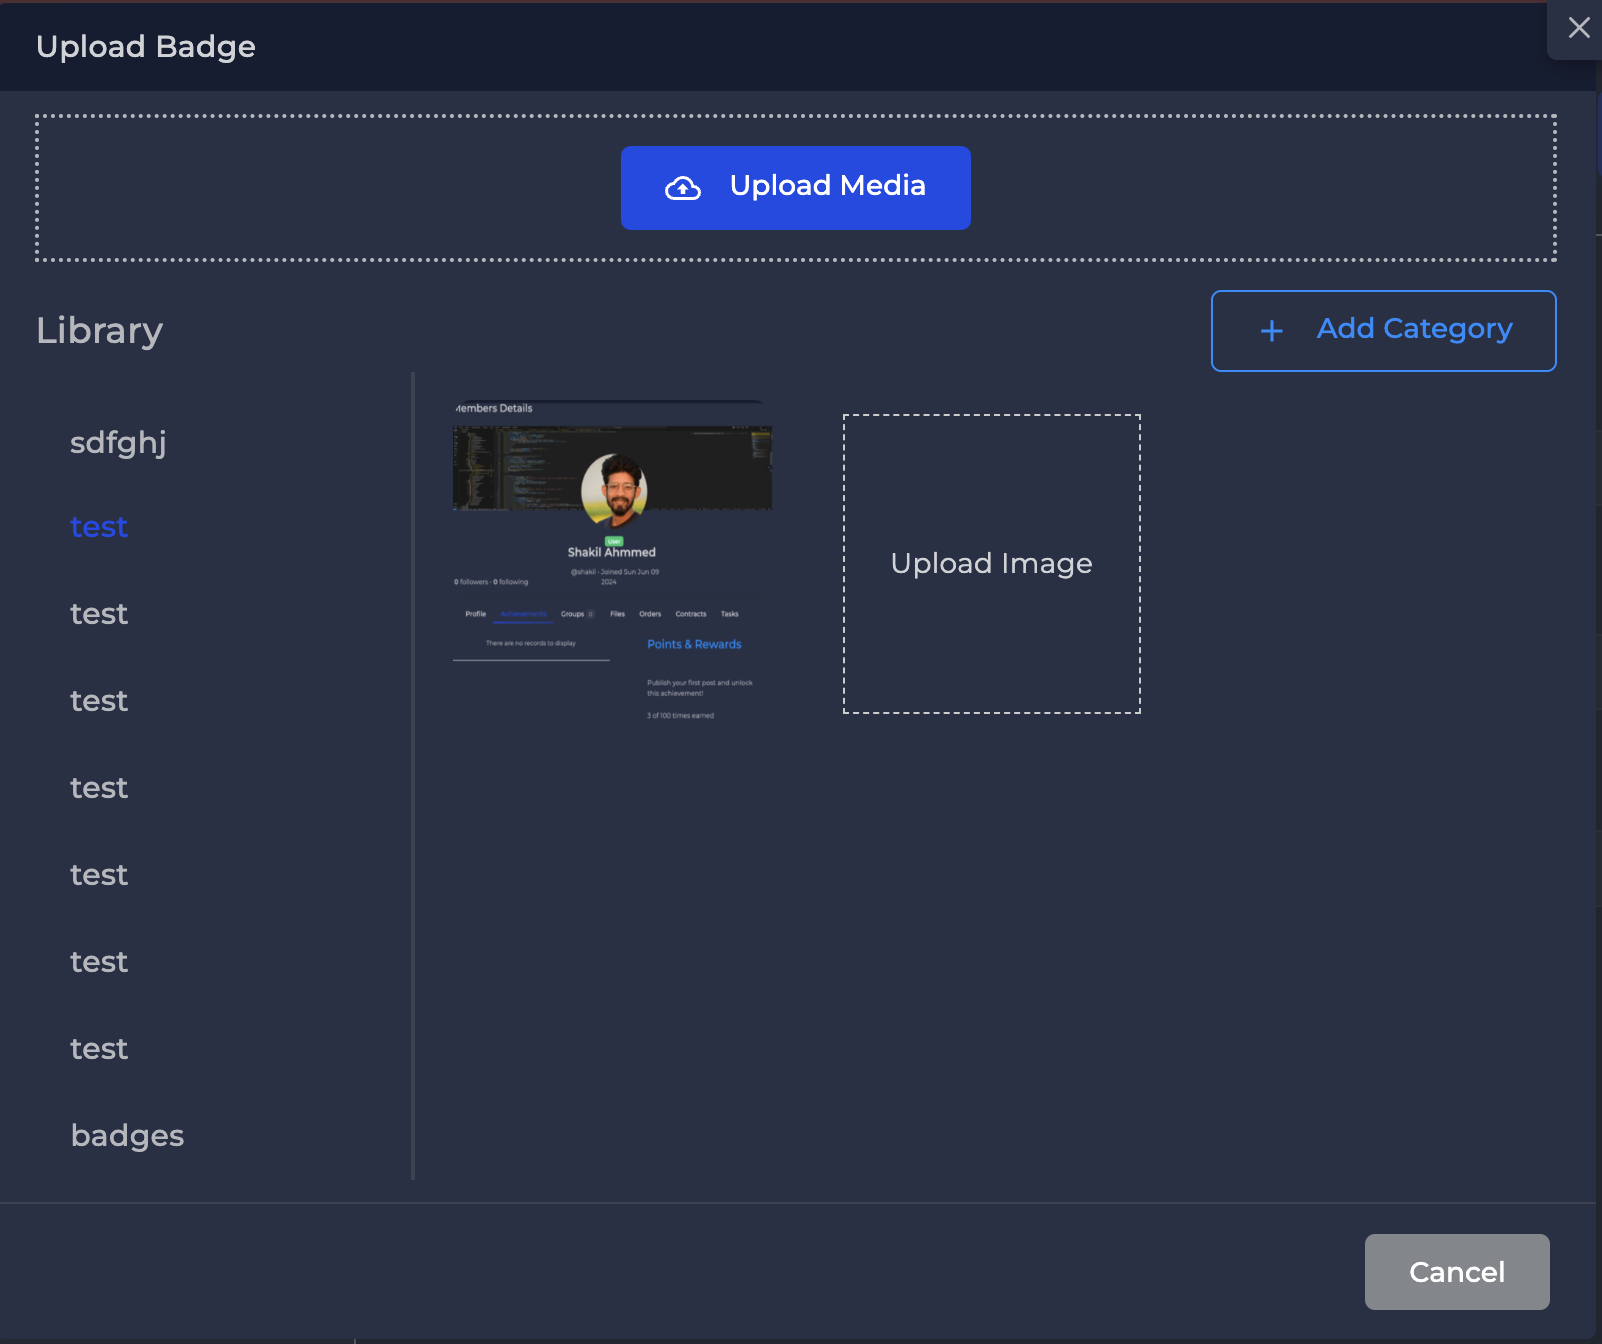 Upload Badge
Upload Media
Library
Add Category
sdfghj
test
test
test
test
test
test
test
badges
Members Details
User
Shakil Ahmmed
@shakil - Joined Sun Jun 09
2024
0 followers · 0 following
Profile Achievements Groups 0 Files Orders Contracts Tasks
There are no records to display
Points & Rewards
Publish your first post and unlock
this achievement!
3 of 100 times earned
Upload Image
Cancel